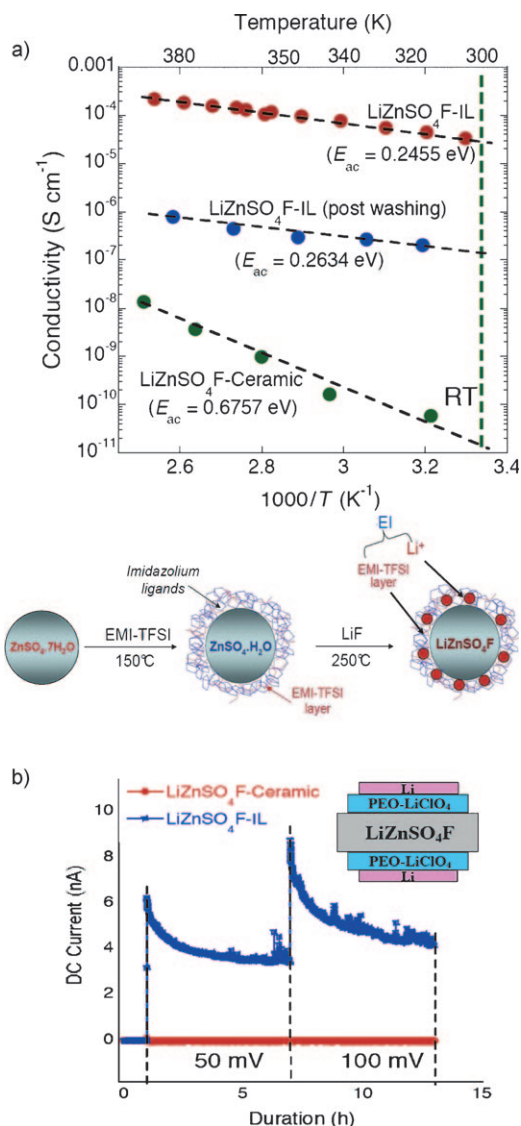 a)
Temperature (K)
380 360 340 320 300
0.001
10⁻⁴
10⁻⁵
10⁻⁶
10⁻⁷
10⁻⁸
10⁻⁹
10⁻¹⁰
10⁻¹¹
Conductivity (S cm⁻¹)
LiZnSO₄F-IL
(Eac = 0.2455 eV)
LiZnSO₄F-IL (post washing)
(Eac = 0.2634 eV)
LiZnSO₄F-Ceramic
(Eac = 0.6757 eV)
RT
2.6 2.8 3 3.2 3.4
1000/T (K⁻¹)
EI
Li⁺
EMI-TFSI
layer
Imidazolium
ligands
ZnSO₄.7H₂O
EMI-TFSI
150℃
ZnSO₄.H₂O
LiF
250℃
LiZnSO₄F
EMI-TFSI
layer
b)
LiZnSO₄F-Ceramic
LiZnSO₄F-IL
10
8
6
4
2
0
DC Current (nA)
Li
PEO-LiClO₄
LiZnSO₄F
PEO-LiClO₄
Li
50 mV 100 mV
0 5 10 15
Duration (h)